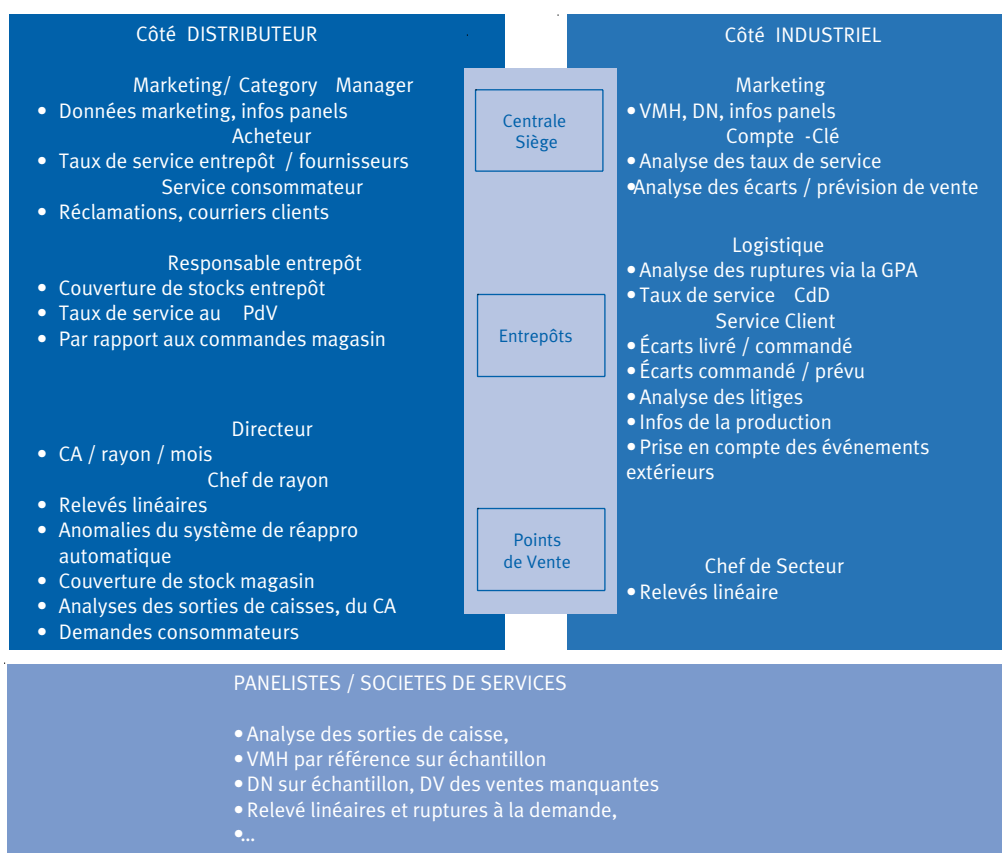 Côté DISTRIBUTEUR
Marketing/ Category Manager
• Données marketing, infos panels
Acheteur
• Taux de service entrepôt / fournisseurs
Service consommateur
• Réclamations, courriers clients
Responsable entrepôt
• Couverture de stocks entrepôt
• Taux de service au PdV
• Par rapport aux commandes magasin
Directeur
• CA / rayon / mois
Chef de rayon
• Relevés linéaires
• Anomalies du système de réappro
automatique
• Couverture de stock magasin
• Analyses des sorties de caisses, du CA
• Demandes consommateurs
Centrale
Siège
Entrepôts
Points
de Vente
Côté INDUSTRIEL
Marketing
• VMH, DN, infos panels
Compte -Clé
• Analyse des taux de service
• Analyse des écarts / prévision de vente
Logistique
• Analyse des ruptures via la GPA
• Taux de service CdD
Service Client
• Écarts livré / commandé
• Écarts commandé / prévu
• Analyse des litiges
• Infos de la production
• Prise en compte des événements
extérieurs
Chef de Secteur
• Relevés linéaire
PANELISTES / SOCIETES DE SERVICES
• Analyse des sorties de caisse,
• VMH par référence sur échantillon
• DN sur échantillon, DV des ventes manquantes
• Relevé linéaires et ruptures à la demande,
• ...